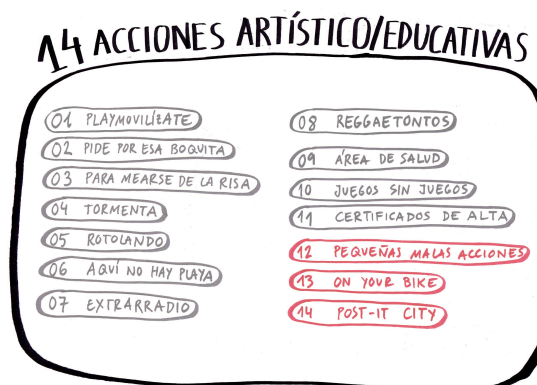 14 ACCIONES ARTÍSTICO/EDUCATIVAS
01 PLAYMOVILÍZATE
02 PIDE POR ESA BOQUITA
03 PARA MEARSE DE LA RISA
04 TORMENTA
05 ROTOLANDO
06 AQUÍ NO HAY PLAYA
07 EXTRARRADIO
08 REGGAETONTOS
09 ÁREA DE SALUD
10 JUEGOS SIN JUEGOS
11 CERTIFICADOS DE ALTA
12 PEQUEÑAS MALAS ACCIONES
13 ON YOUR BIKE
14 POST-IT CITY